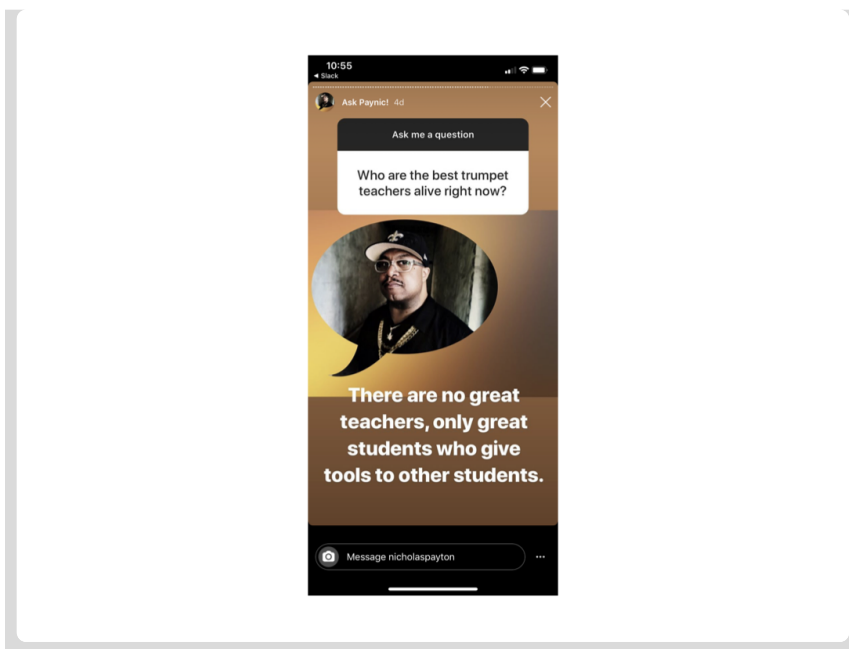 10:55
◀ Slack
Ask Paynic! 4d
Ask me a question
Who are the best trumpet
teachers alive right now?
There are no great
teachers, only great
students who give
tools to other students.
Message nicholaspayton